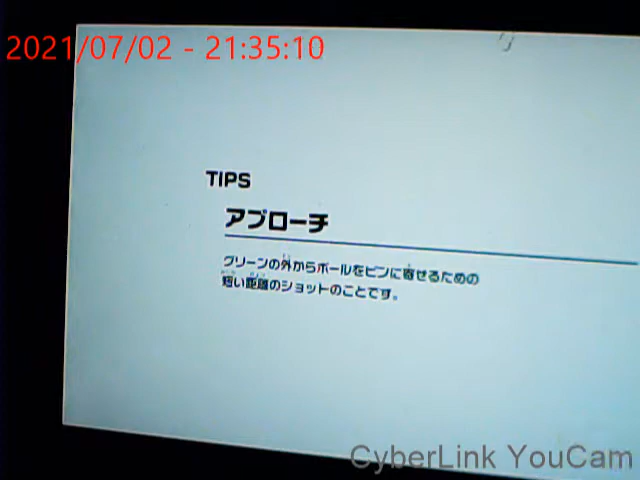 2021/07/02 - 21:35:10
TIPS
アプローチ
グリーンの外からボールをピンに寄せるための
短い距離のショットのことです。
CyberLink YouCam